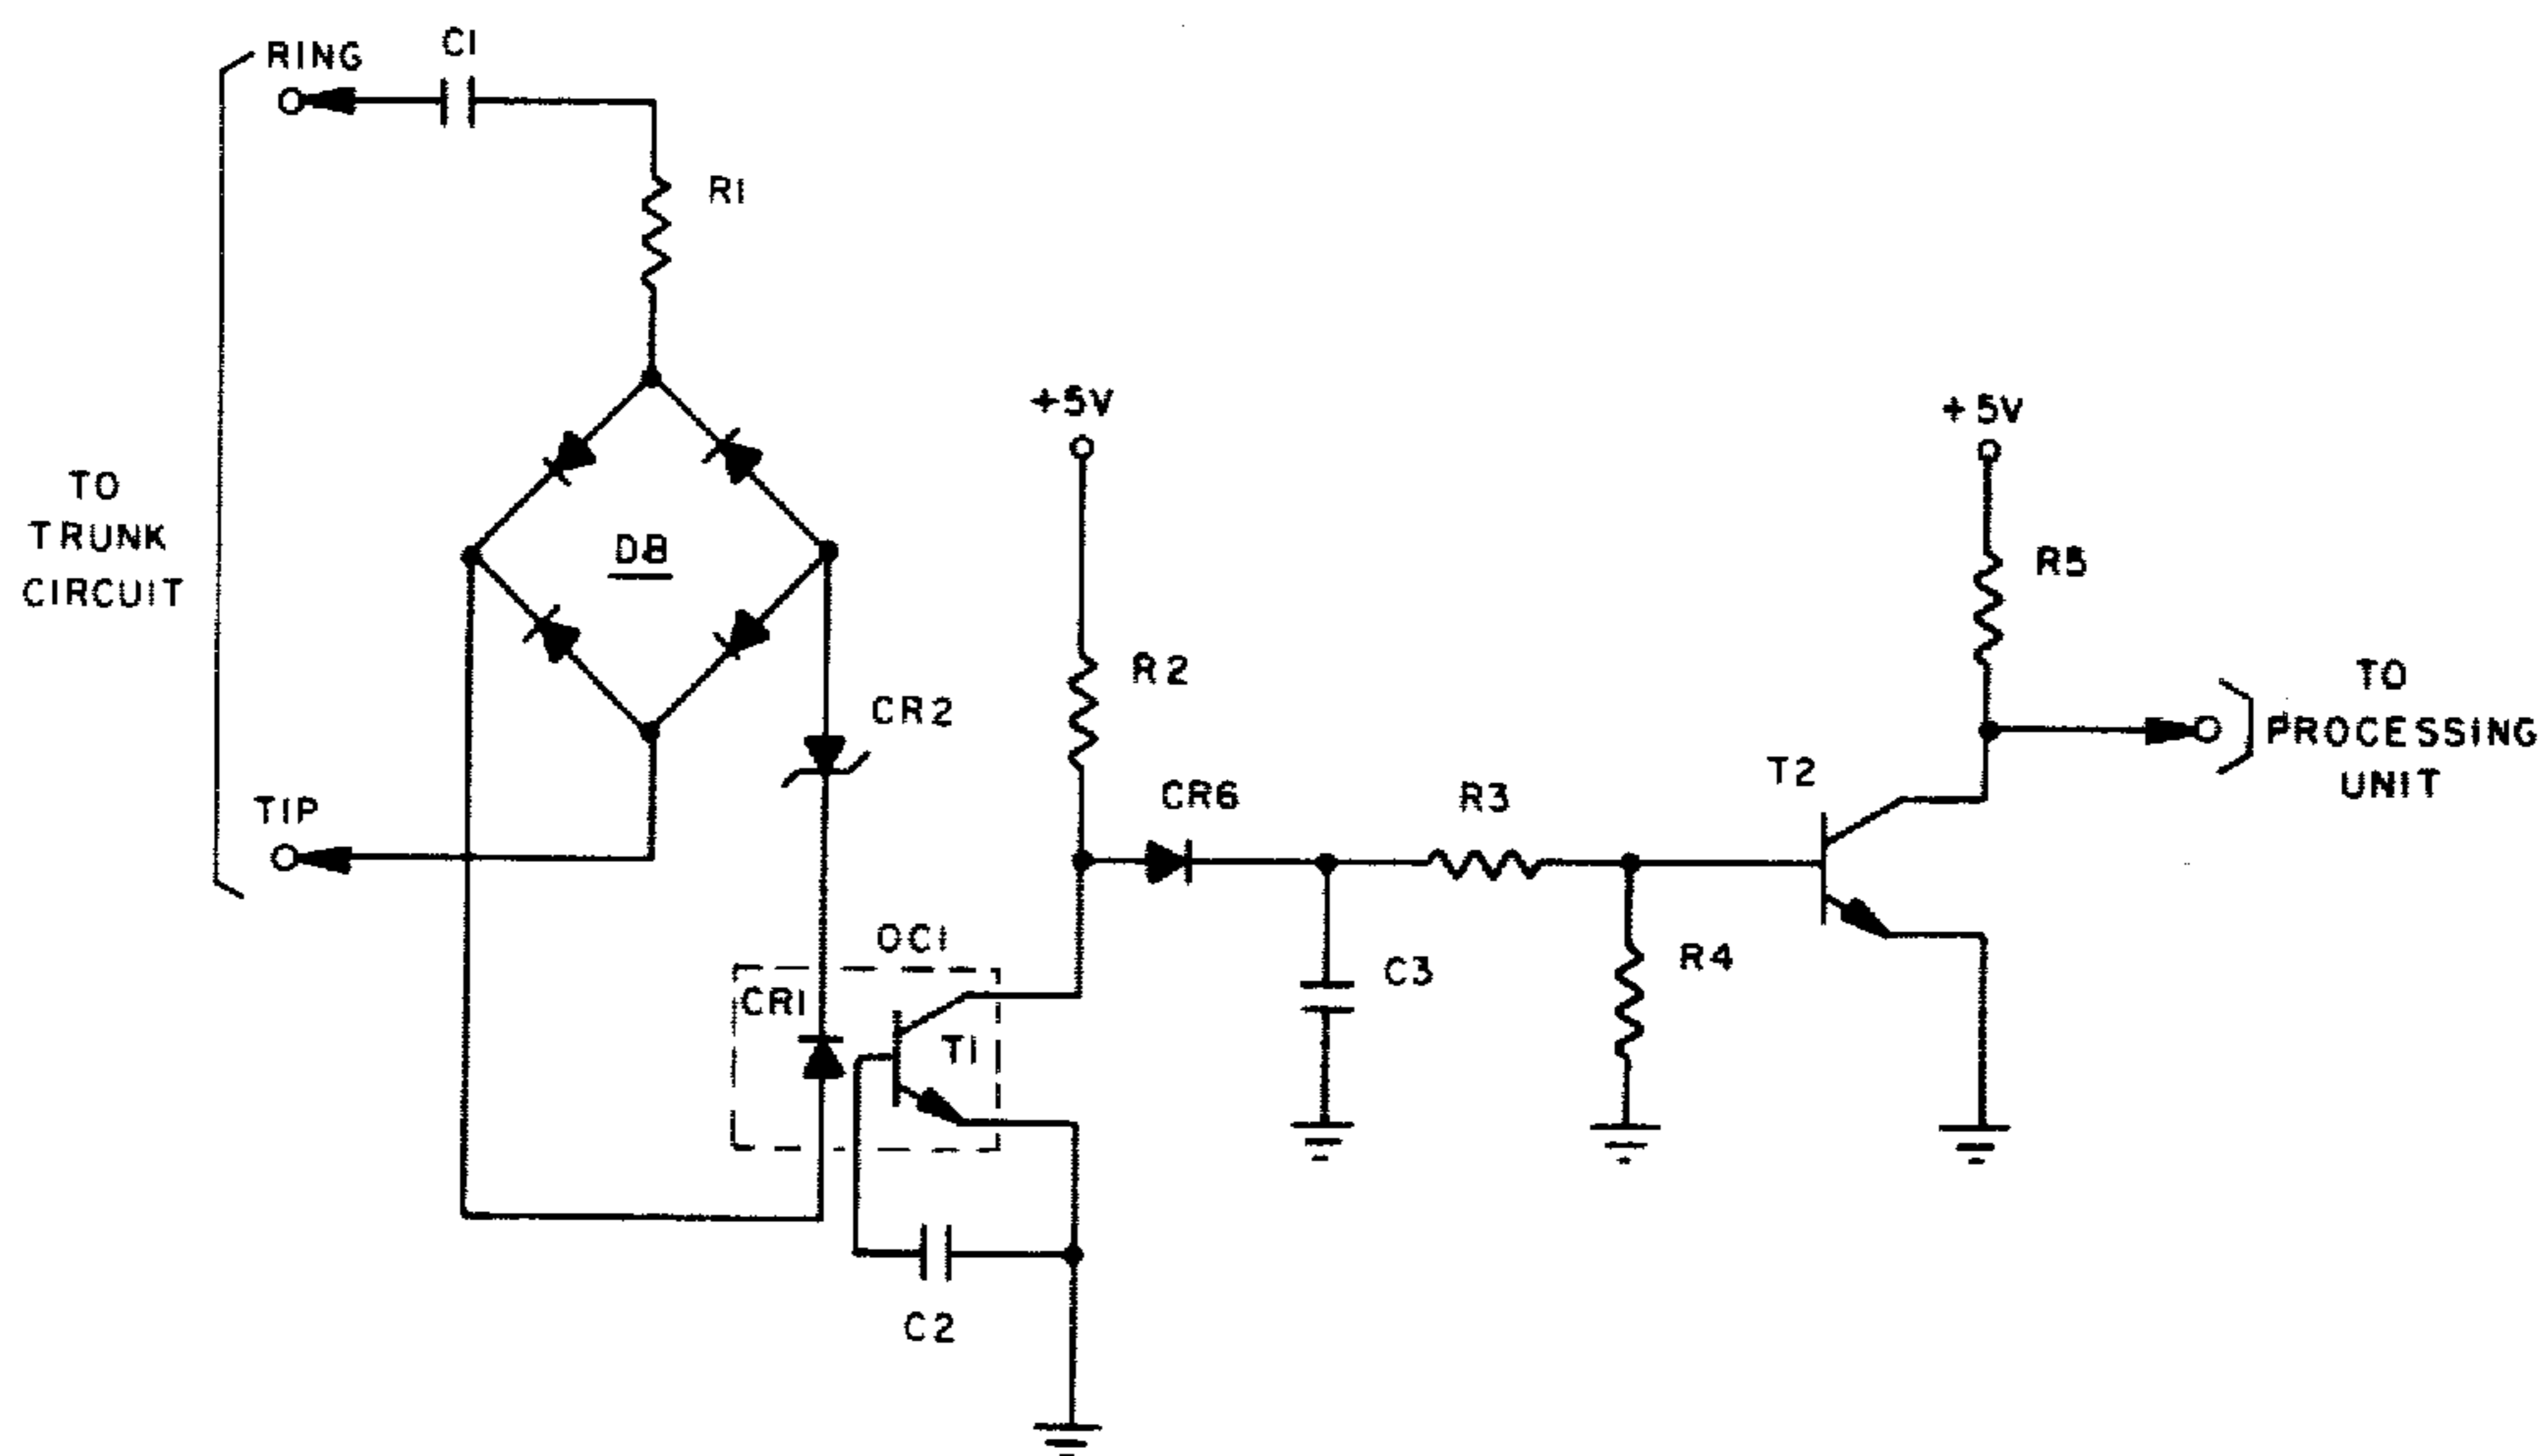 RING
C1
R1
TO
TRUNK
CIRCUIT
DB
+5V
+5V
R5
R2
CR2
TO
PROCESSING
UNIT
T2
TIP
CR6
R3
OC1
CR1
T1
C3
R4
C2